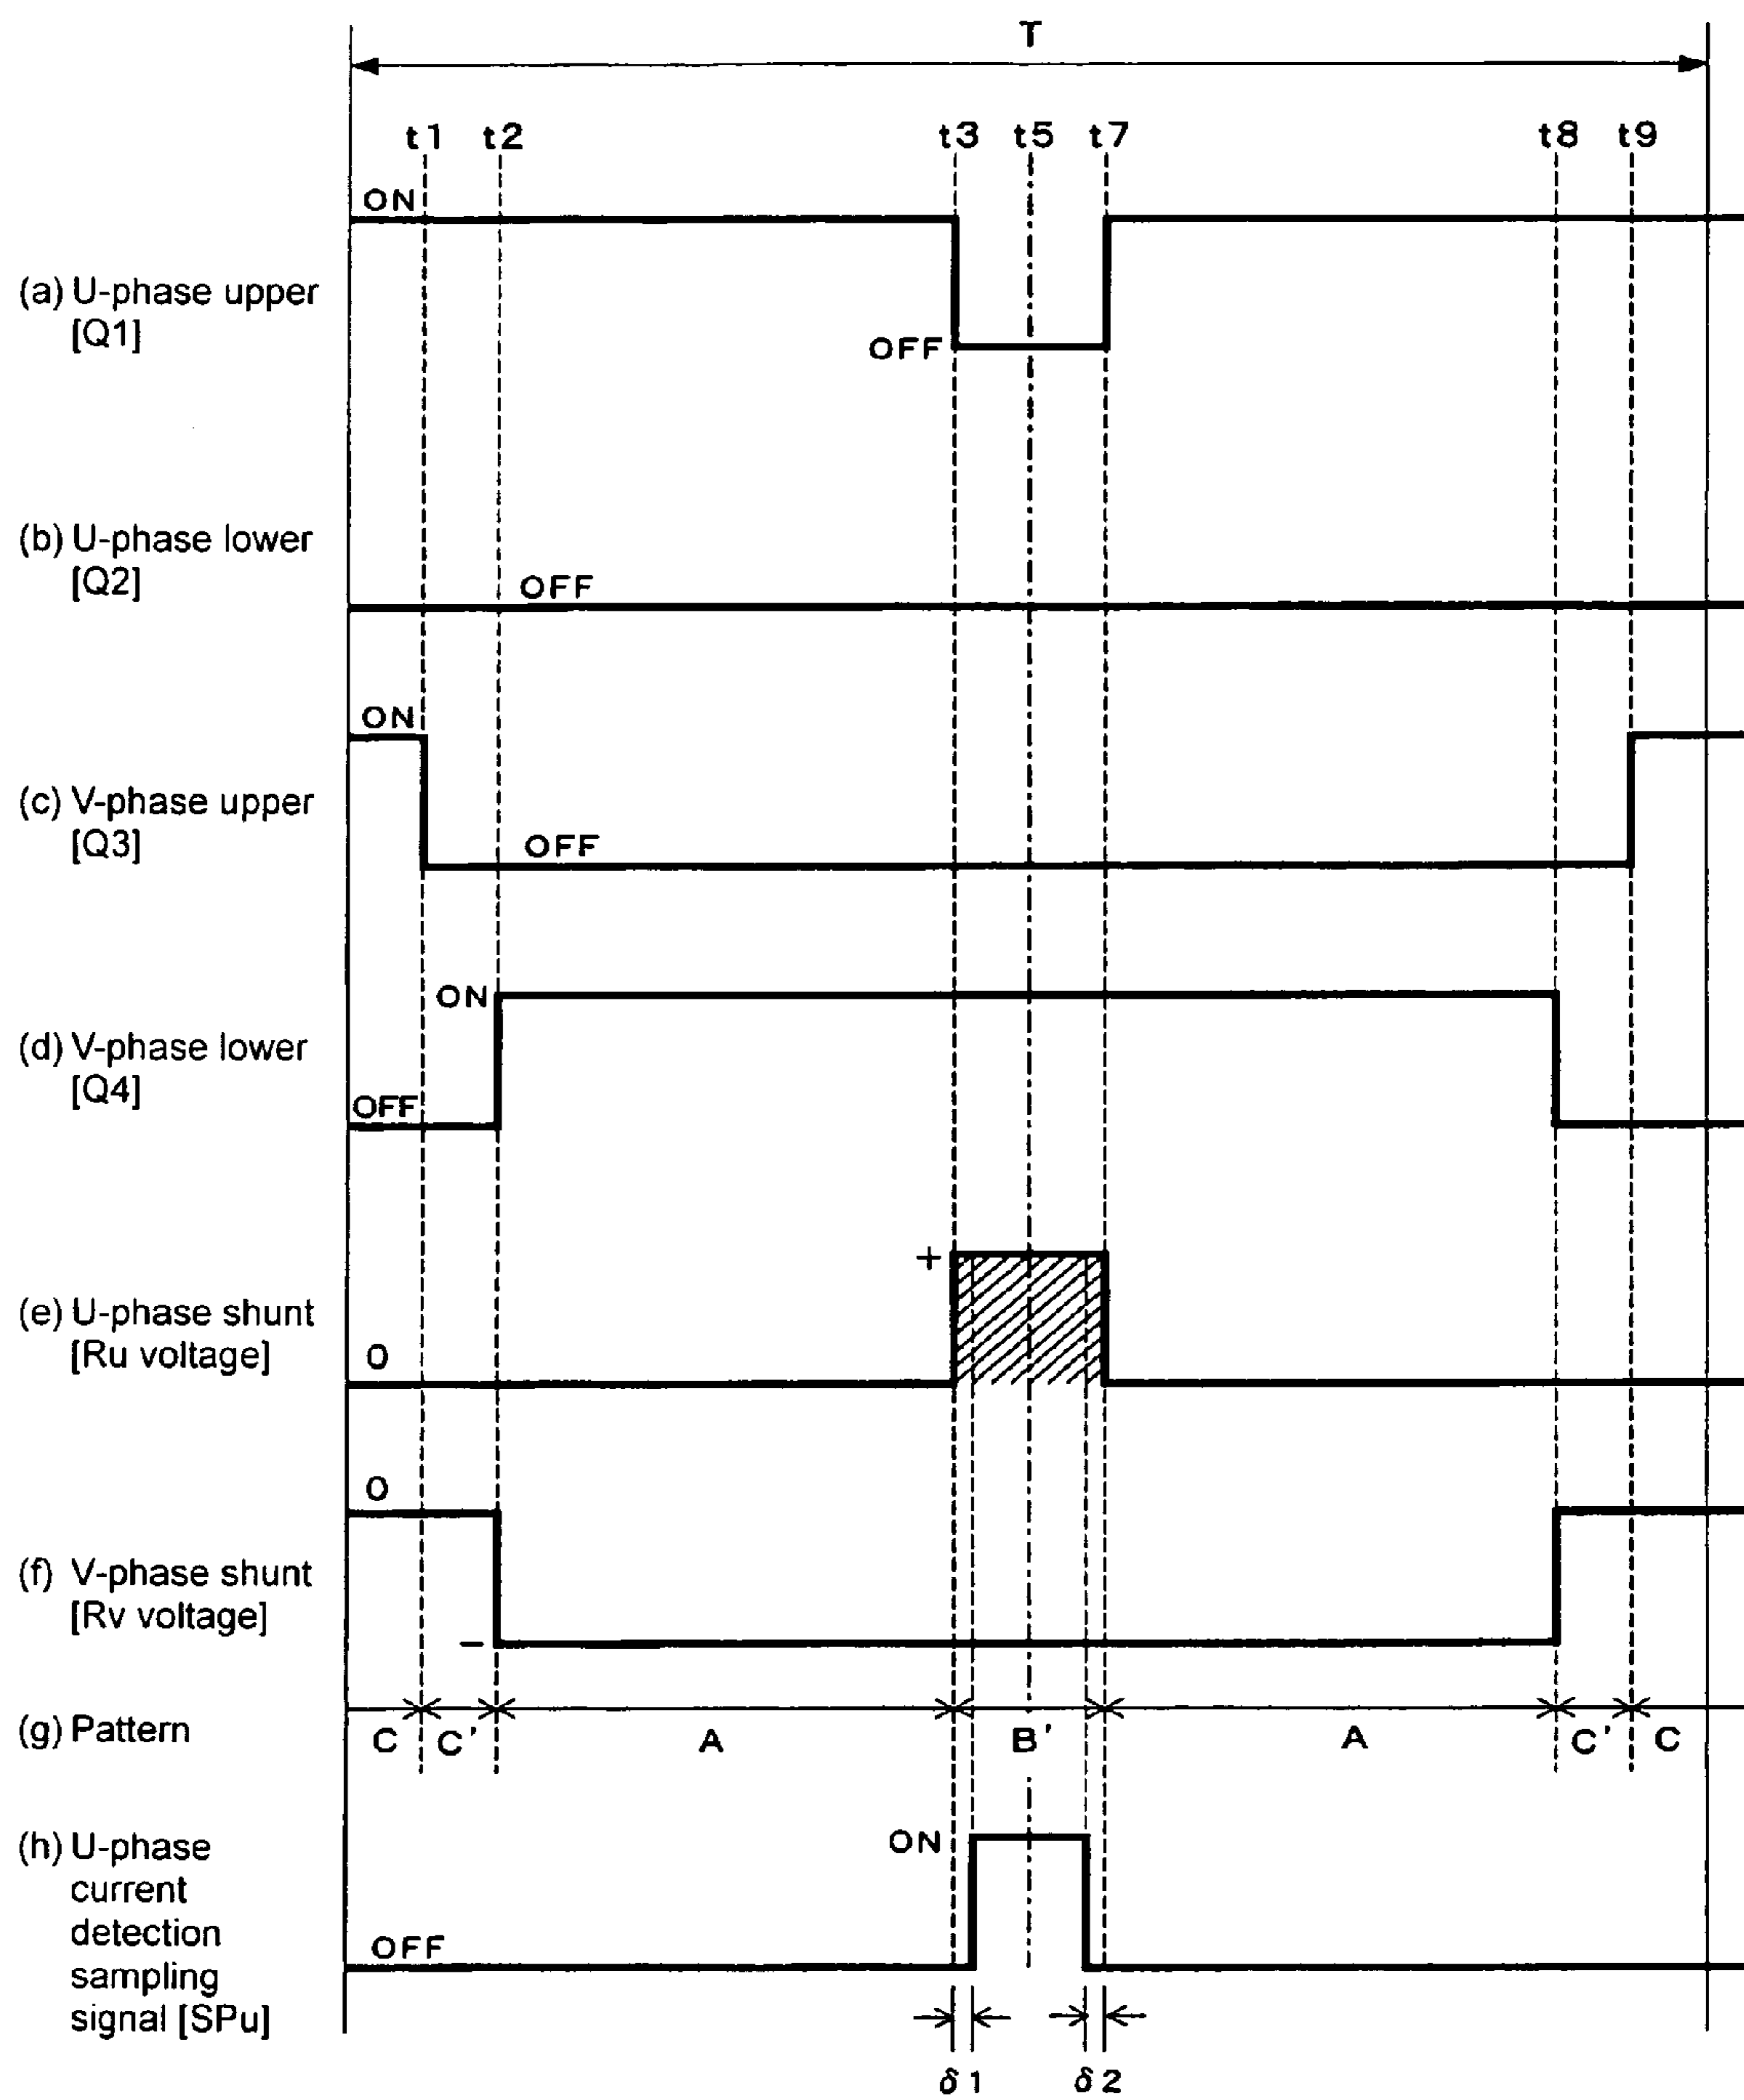 T
t1 t2 t3 t5 t7 t8 t9
ON
(a) U-phase upper
[Q1]
OFF
(b) U-phase lower
[Q2]
OFF
ON
(c) V-phase upper
[Q3]
OFF
ON
(d) V-phase lower
[Q4]
OFF
+
(e) U-phase shunt
[Ru voltage]
0
0
(f) V-phase shunt
[Rv voltage]
−
(g) Pattern
C C' A B' A C' C
(h) U-phase
current
detection
sampling
signal [SPu]
ON
OFF
δ1 δ2